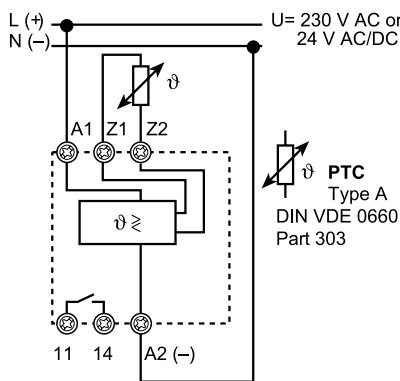 L (+)
U= 230 V AC or
N (–)
24 V AC/DC
ϑ
A1 Z1 Z2
ϑ PTC
Type A
DIN VDE 0660
Part 303
ϑ ≷
11 14 A2 (–)